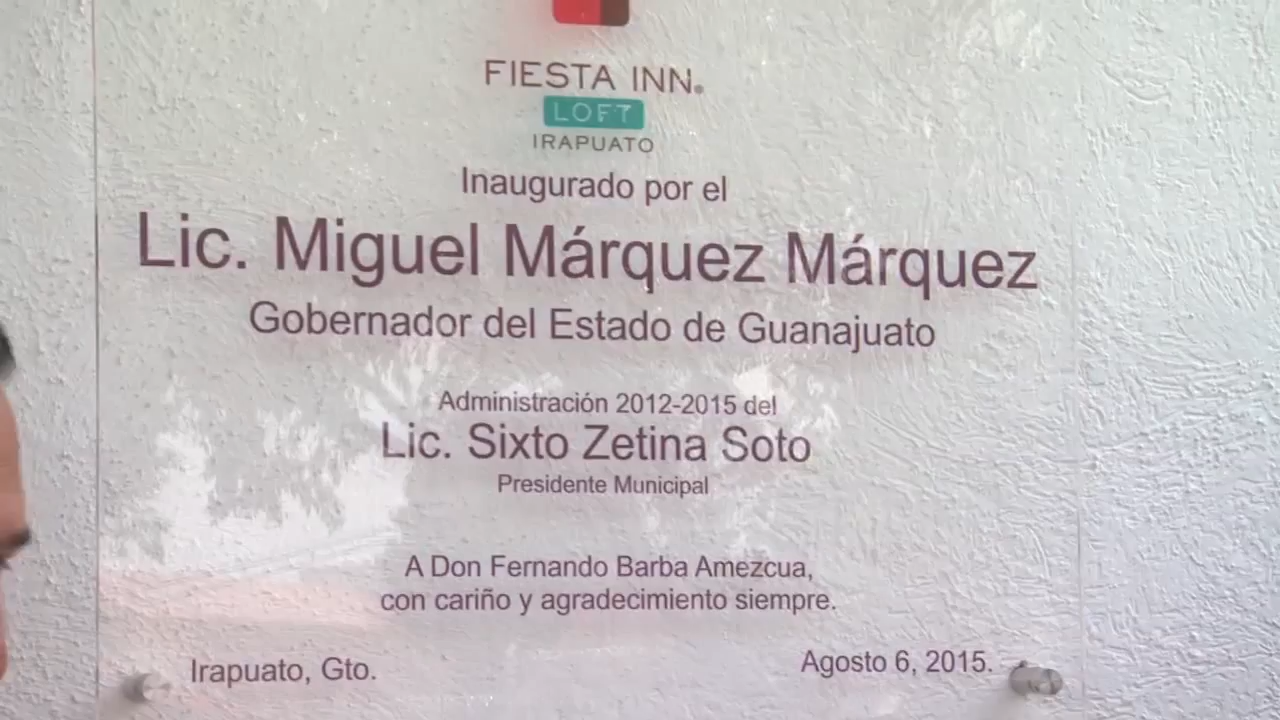 FIESTA INN®
LOFT
IRAPUATO
Inaugurado por el
Lic. Miguel Márquez Márquez
Gobernador del Estado de Guanajuato
Administración 2012-2015 del
Lic. Sixto Zetina Soto
Presidente Municipal
A Don Fernando Barba Amezcua,
con cariño y agradecimiento siempre.
Irapuato, Gto.
Agosto 6, 2015.